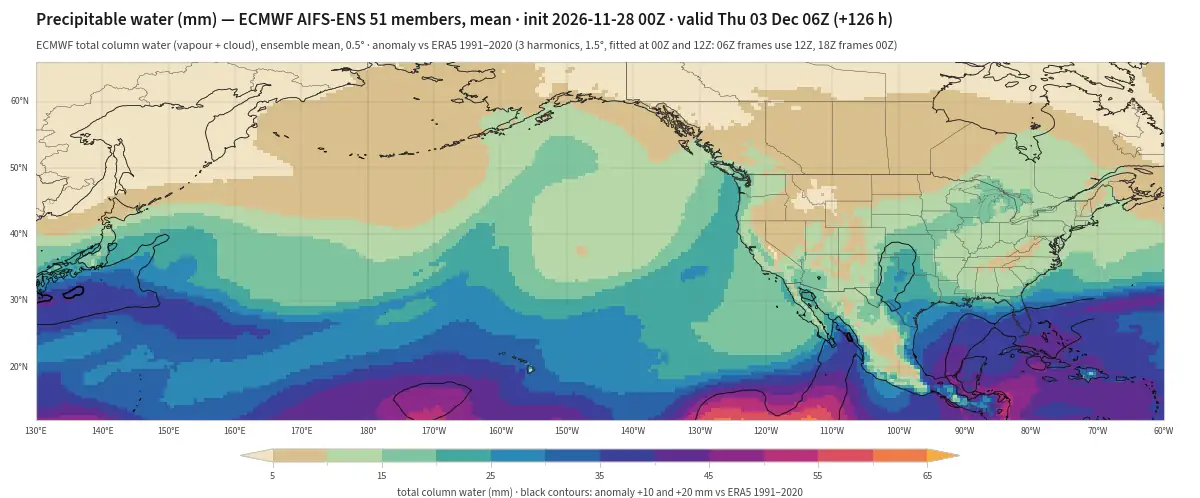 Precipitable water (mm) — ECMWF AIFS-ENS 51 members, mean · init 2026-11-28 00Z · valid Thu 03 Dec 06Z (+126 h)
ECMWF total column water (vapour + cloud), ensemble mean, 0.5° · anomaly vs ERA5 1991–2020 (3 harmonics, 1.5°, fitted at 00Z and 12Z: 06Z frames use 12Z, 18Z frames 00Z)
60°N
50°N
40°N
30°N
20°N
130°E 140°E 150°E 160°E 170°E 180° 170°W 160°W 150°W 140°W 130°W 120°W 110°W 100°W 90°W 80°W 70°W 60°W
5 15 25 35 45 55 65
total column water (mm) · black contours: anomaly +10 and +20 mm vs ERA5 1991–2020